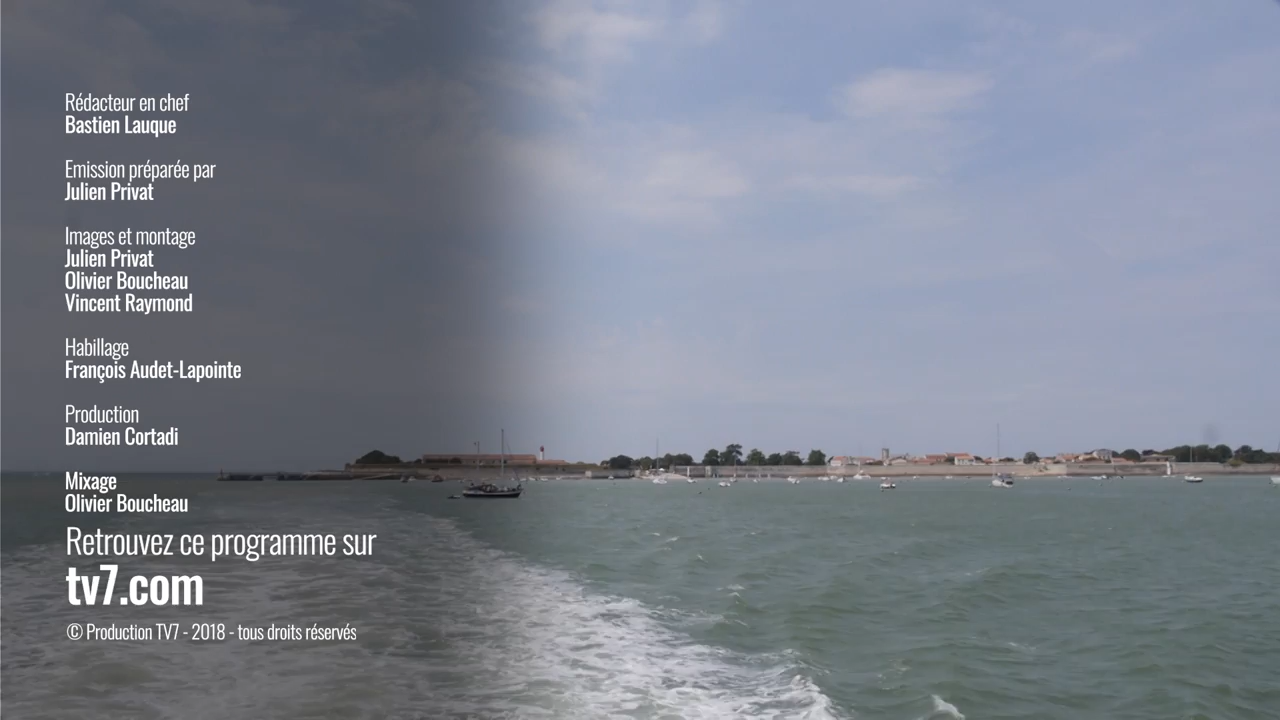 Rédacteur en chef
Bastien Lauque
Emission préparée par
Julien Privat
Images et montage
Julien Privat
Olivier Boucheau
Vincent Raymond
Habillage
François Audet-Lapointe
Production
Damien Cortadi
Mixage
Olivier Boucheau
Retrouvez ce programme sur
tv7.com
© Production TV7 - 2018 - tous droits réservés